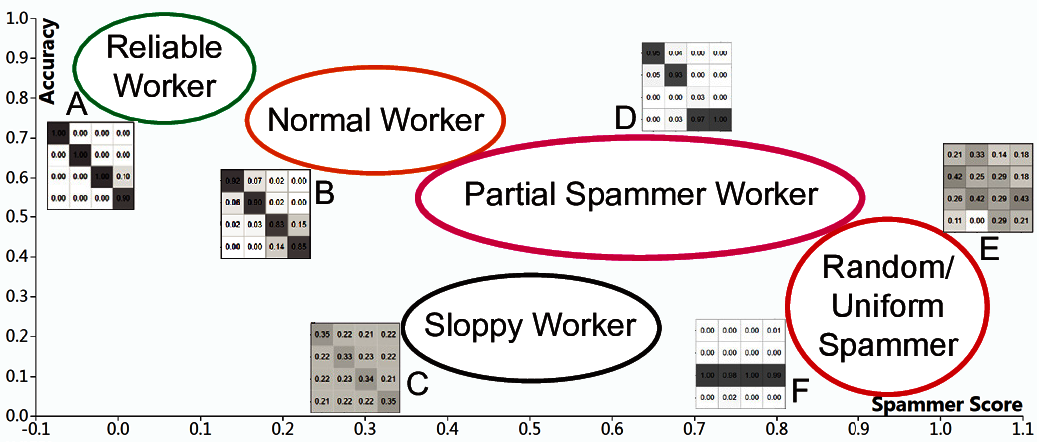 1.0
Accuracy
Reliable
Worker
0.9
0.8
A
Normal Worker
D
0.95 0.04 0.00 0.00
0.05 0.93 0.00 0.00
0.00 0.00 0.03 0.00
0.00 0.03 0.97 1.00
0.7
1.00 0.00 0.00 0.00
0.00 1.00 0.00 0.00
0.00 0.00 1.00 0.10
0.00 0.00 0.00 0.90
0.6
B
0.92 0.07 0.02 0.00
0.06 0.90 0.02 0.00
0.02 0.03 0.83 0.15
0.00 0.00 0.14 0.85
Partial Spammer Worker
0.21 0.33 0.14 0.18
0.42 0.25 0.29 0.18
0.26 0.42 0.29 0.43
0.11 0.00 0.29 0.21
E
0.5
0.4
Random/
Uniform
Spammer
0.3
Sloppy Worker
0.35 0.22 0.21 0.22
0.22 0.33 0.23 0.22
0.22 0.23 0.34 0.21
0.21 0.22 0.22 0.35
C
0.00 0.00 0.00 0.01
0.00 0.00 0.00 0.00
1.00 0.98 1.00 0.99
0.00 0.02 0.00 0.00
F
0.2
0.1
0.0
Spammer Score
-0.1 0.0 0.1 0.2 0.3 0.4 0.5 0.6 0.7 0.8 0.9 1.0 1.1